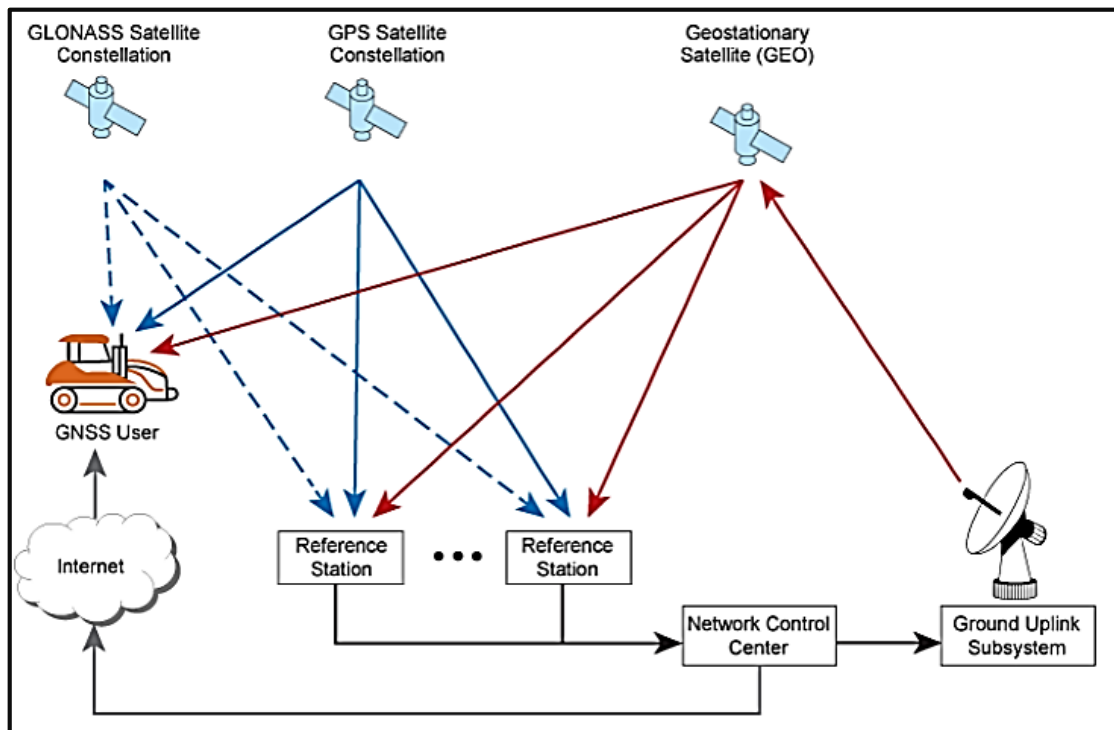 GLONASS Satellite
Constellation
GPS Satellite
Constellation
Geostationary
Satellite (GEO)
GNSS User
Internet
Reference
Station
Reference
Station
Network Control
Center
Ground Uplink
Subsystem